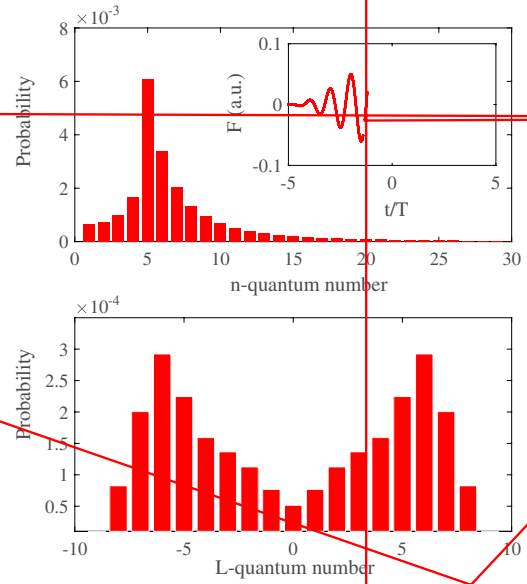 ×10⁻³
8
6
4
2
0
Probability
0 5 10 15 20 25 30
n-quantum number
0.1
0
-0.1
F (a.u.)
-5 0 5
t/T
×10⁻⁴
3
2.5
2
1.5
1
0.5
Probability
-10 -5 0 5 10
L-quantum number